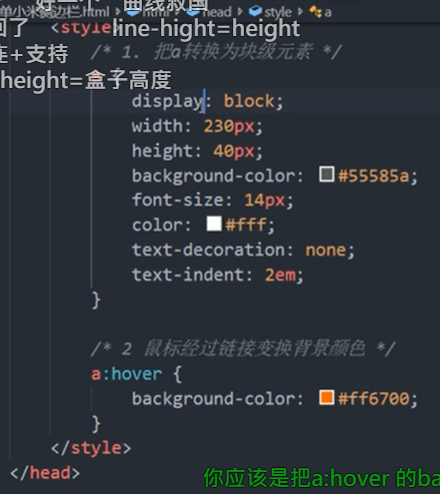 单小米侧边栏.html > html > head > style > a
好一个"曲线救国
回了 line-hight=height
<style>
/* 1. 把a转换为块级元素 */
连+支持
height=盒子高度
display: block;
width: 230px;
height: 40px;
background-color: #55585a;
font-size: 14px;
color: #fff;
text-decoration: none;
text-indent: 2em;
}
/* 2 鼠标经过链接变换背景颜色 */
a:hover {
background-color: #ff6700;
}
</style>
</head>
你应该是把a:hover 的ba